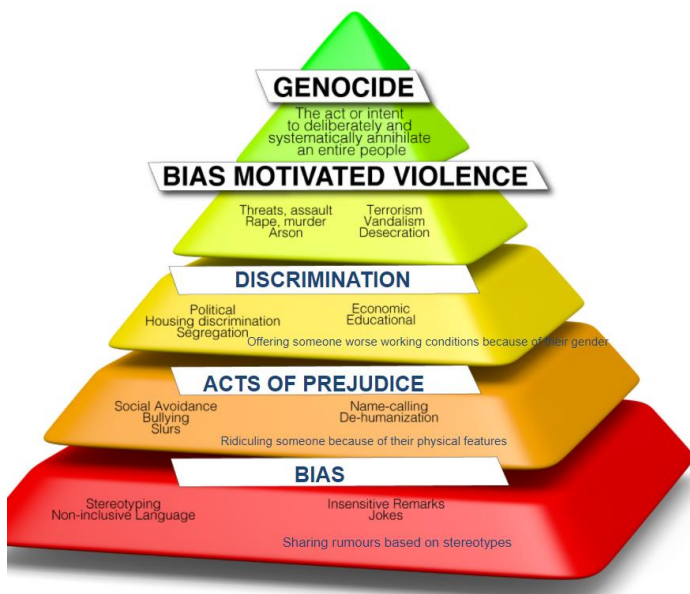 GENOCIDE
The act or intent
to deliberately and
systematically annihilate
an entire people
BIAS MOTIVATED VIOLENCE
Threats, assault
Rape, murder
Arson
Terrorism
Vandalism
Desecration
DISCRIMINATION
Political
Housing discrimination
Segregation
Economic
Educational
Offering someone worse working conditions because of their gender
ACTS OF PREJUDICE
Social Avoidance
Bullying
Slurs
Name-calling
De-humanization
Ridiculing someone because of their physical features
BIAS
Stereotyping
Non-inclusive Language
Insensitive Remarks
Jokes
Sharing rumours based on stereotypes